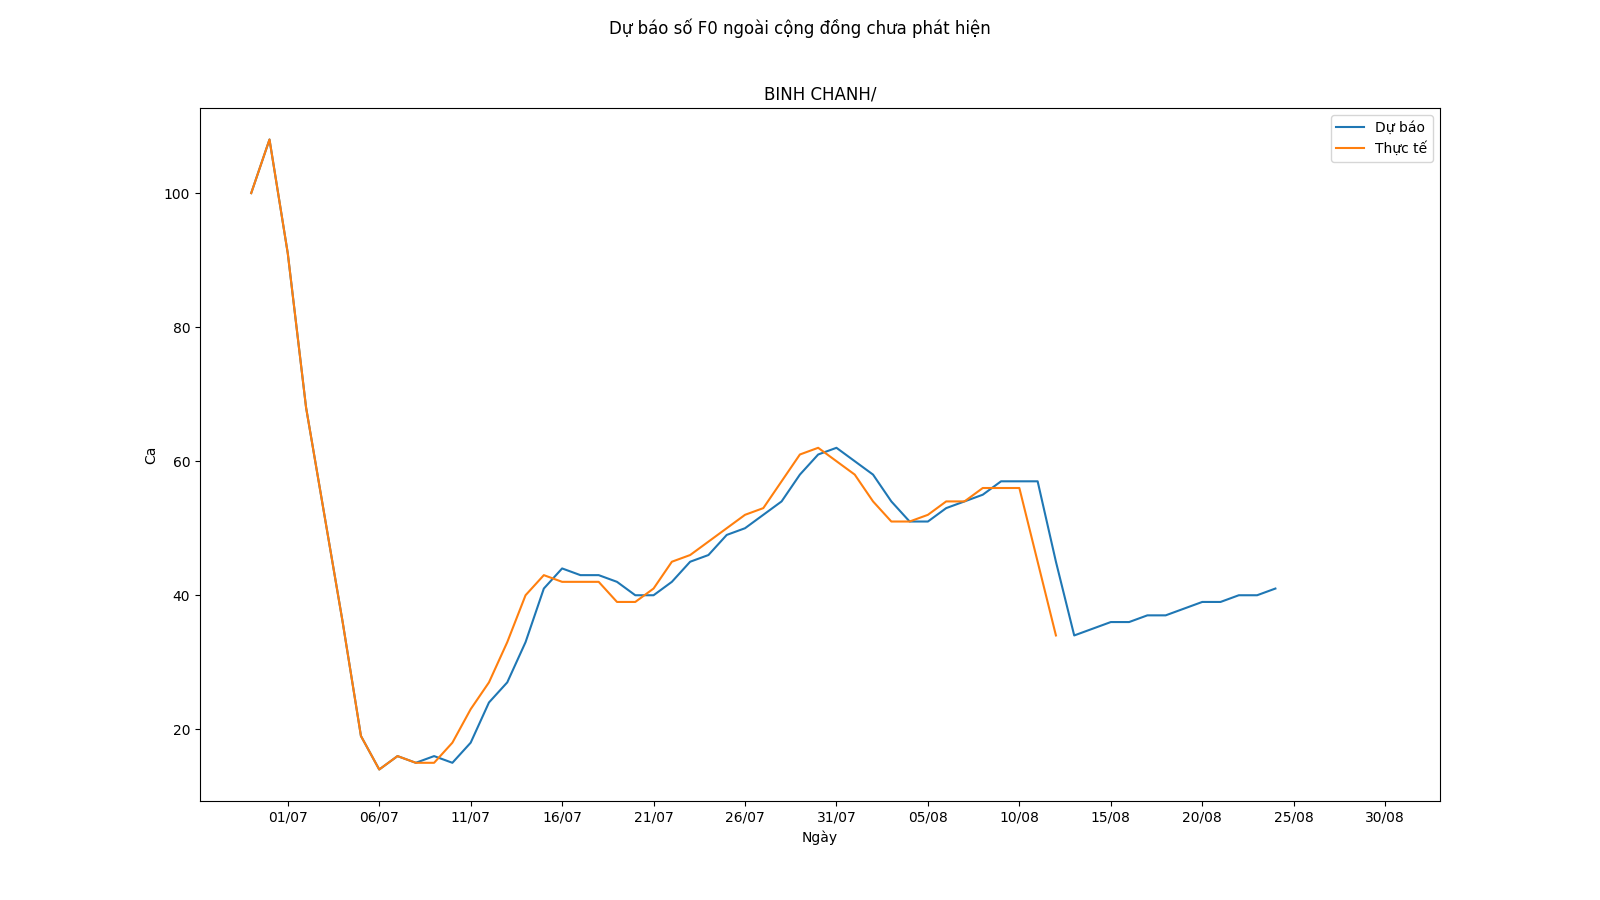 Dự báo số F0 ngoài cộng đồng chưa phát hiện
BINH CHANH/
Dự báo
Thực tế
100
80
60
40
20
Ca
01/07 06/07 11/07 16/07 21/07 26/07 31/07 05/08 10/08 15/08 20/08 25/08 30/08
Ngày